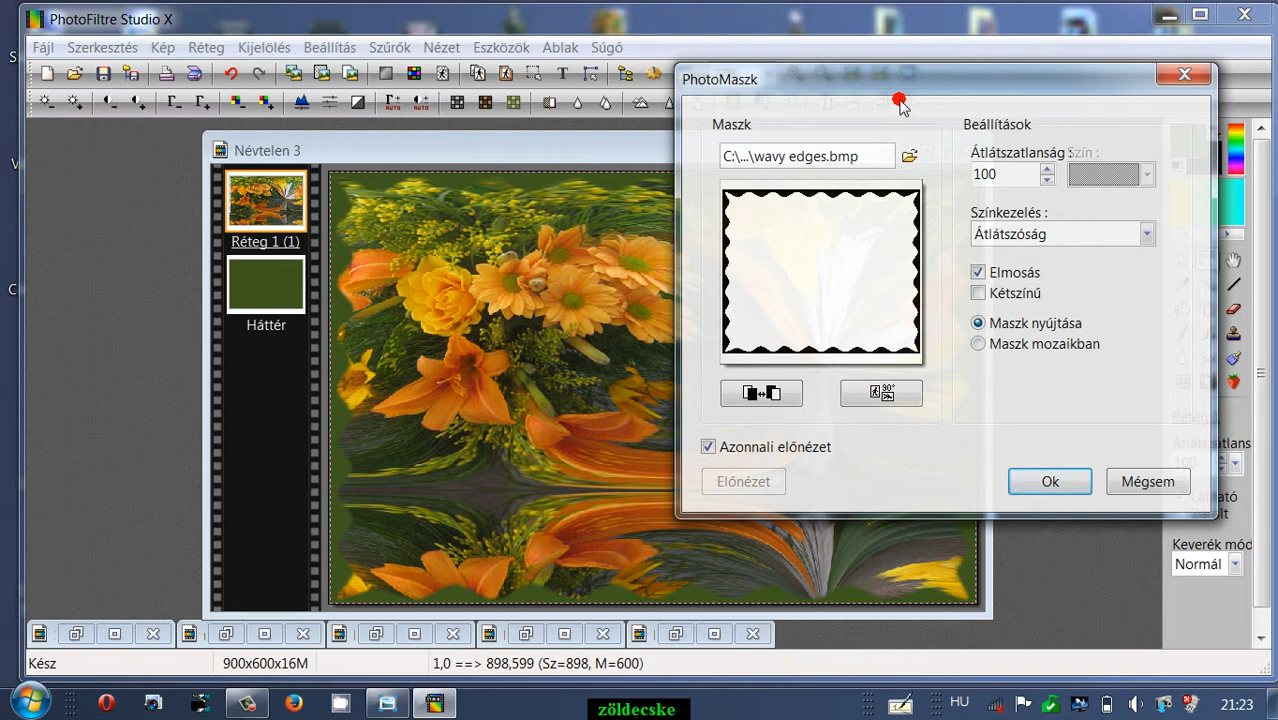 PhotoFiltre Studio X
Fájl Szerkesztés Kép Réteg Kijelölés Beállítás Szűrők Nézet Eszközök Ablak Súgó
Névtelen 3
Réteg 1 (1)
Háttér
PhotoMaszk
Maszk
C:\...\wavy edges.bmp
Beállítások
Átlátszatlanság :
Szín :
100
Színkezelés :
Átlátszóság
Elmosás
Kétszínű
Maszk nyújtása
Maszk mozaikban
90°
Azonnali előnézet
Előnézet
Ok
Mégsem
Keverék mód
Normál
Kész
900x600x16M
1,0 ==> 898,599 (Sz=898, M=600)
HU
21:23
zöldecske